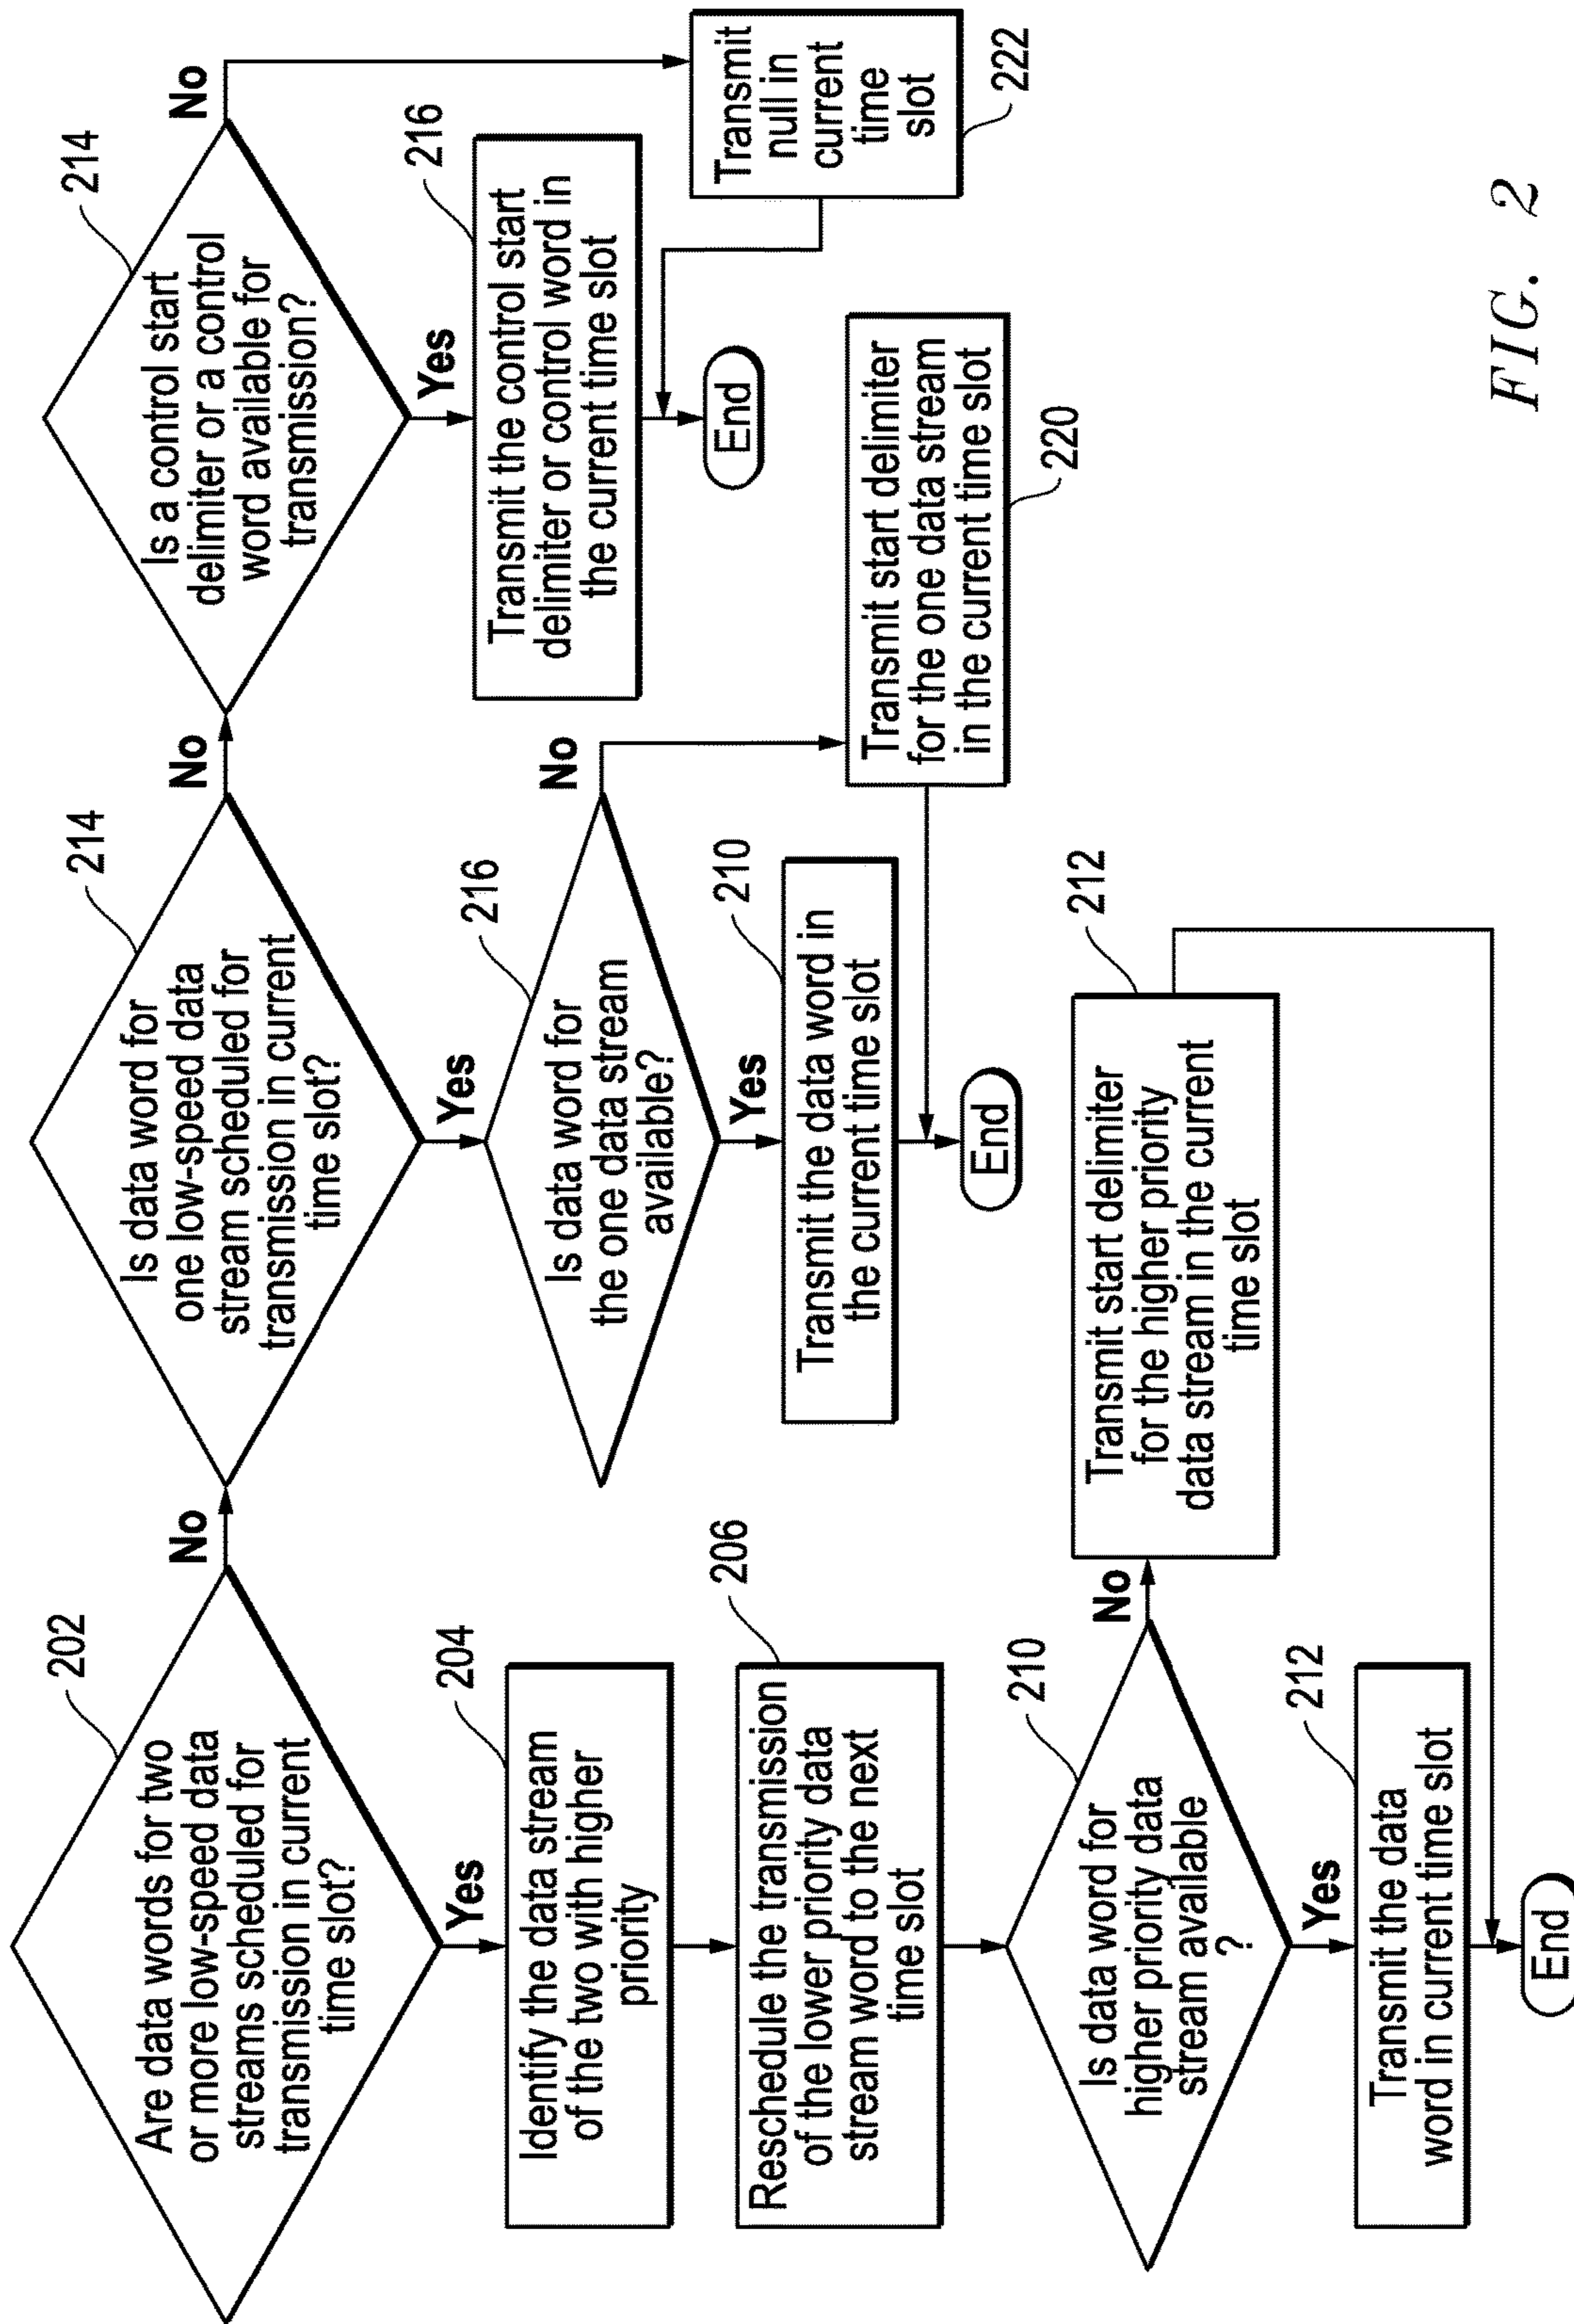 202
Are data words for two
or more low-speed data
streams scheduled for
transmission in current
time slot?
No
Yes
204
Identify the data stream
of the two with higher
priority
206
Reschedule the transmission
of the lower priority data
stream word to the next
time slot
210
Is data word for
higher priority data
stream available
?
No
Yes
212
Transmit the data
word in current time slot
End
212
Transmit start delimiter
for the higher priority
data stream in the current
time slot
214
Is data word for
one low-speed data
stream scheduled for
transmission in current
time slot?
No
Yes
216
Is data word for
the one data stream
available?
No
Yes
210
Transmit the data word in
the current time slot
End
220
Transmit start delimiter
for the one data stream
in the current time slot
214
Is a control start
delimiter or a control
word available for
transmission?
No
Yes
216
Transmit the control start
delimiter or control word in
the current time slot
End
Transmit
null in
current
time
slot
222
FIG. 2